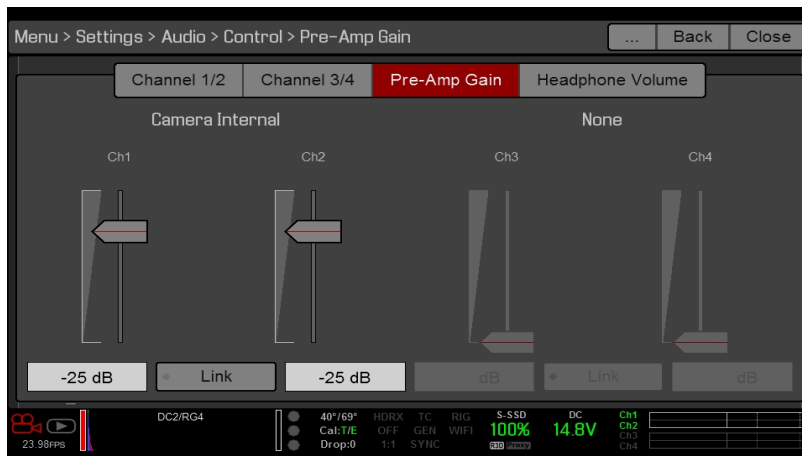 Menu > Settings > Audio > Control > Pre-Amp Gain ... Back Close
Channel 1/2 Channel 3/4 Pre-Amp Gain Headphone Volume
Camera Internal None
Ch1 Ch2 Ch3 Ch4
-25 dB Link -25 dB dB Link dB
DC2/RG4 40°/69° HDRX TC RIG S-SSD DC Ch1
Cal:T/E OFF GEN WIFI 100% 14.8V Ch2
23.98FPS Drop:0 1:1 SYNC R3D Proxy Ch3
Ch4